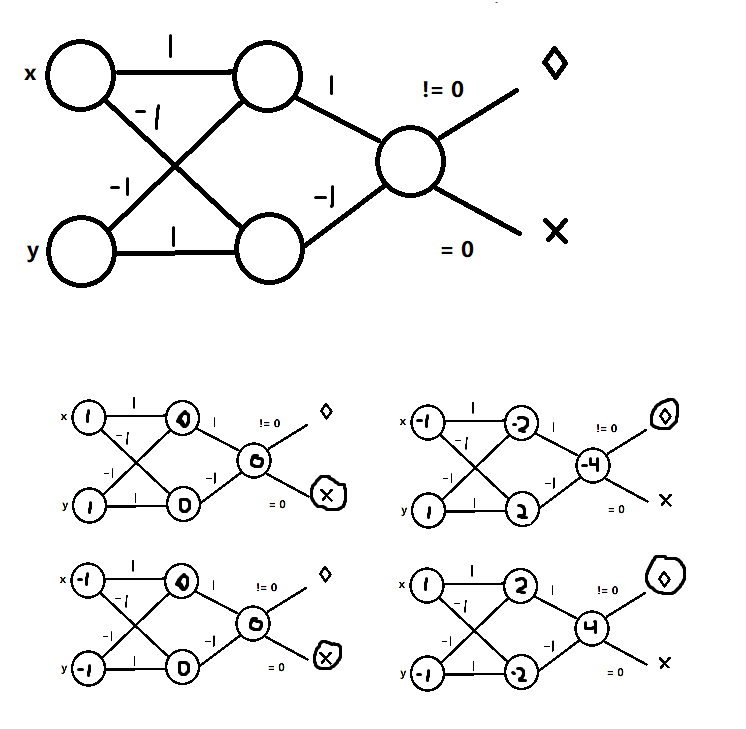 x 1 1 != 0 ◊
-1
-1 -1
y 1 = 0 ×
x 1 1 0 1 != 0 ◊
-1 0
-1 -1
y 1 1 0 = 0 ×
x -1 1 -2 1 != 0 ◊
-1 -4
-1 -1
y 1 1 2 = 0 ×
x -1 1 0 1 != 0 ◊
-1 0
-1 -1
y -1 1 0 = 0 ×
x 1 1 2 1 != 0 ◊
-1 4
-1 -1
y -1 1 -2 = 0 ×